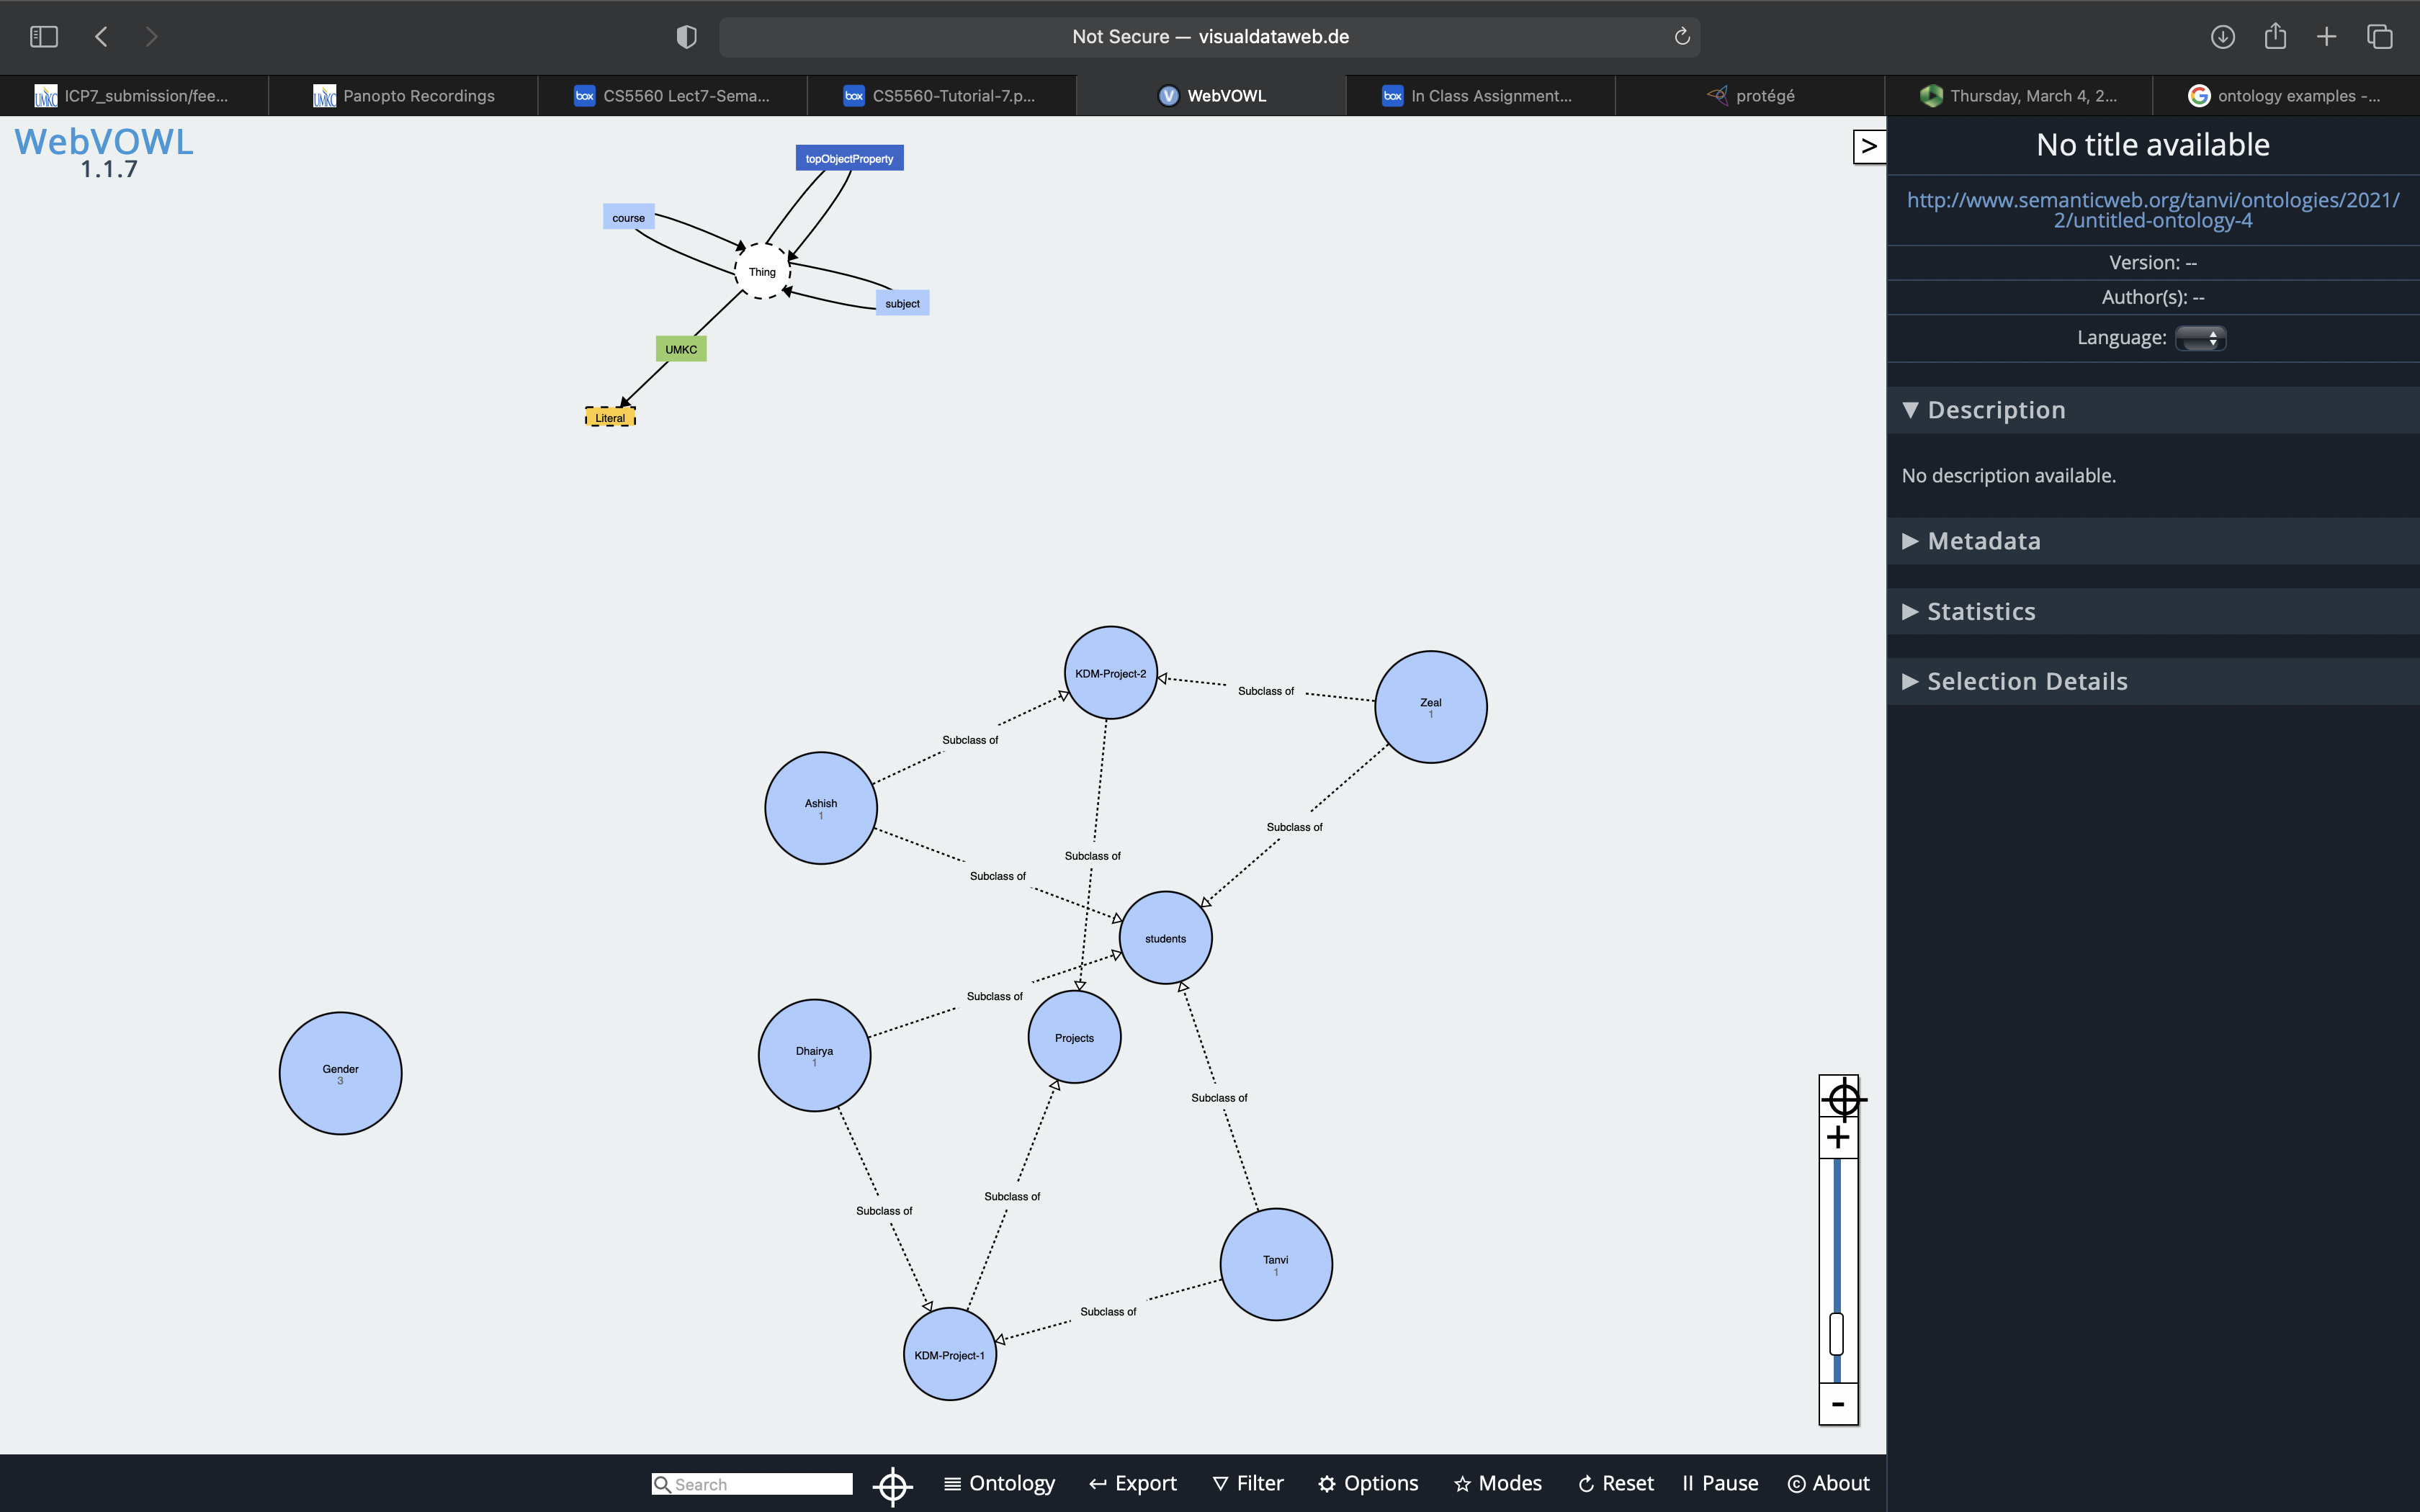 Not Secure — visualdataweb.de
ICP7_submission/fee...
Panopto Recordings
CS5560 Lect7-Sema...
CS5560-Tutorial-7.p...
WebVOWL
In Class Assignment...
protégé
Thursday, March 4, 2...
ontology examples -...
WebVOWL
1.1.7
topObjectProperty
course
Thing
subject
UMKC
Literal
KDM-Project-2
Zeal
1
Subclass of
Subclass of
Ashish
1
Subclass of
Subclass of
Subclass of
students
Subclass of
Projects
Dhairya
1
Gender
3
Subclass of
Subclass of
Subclass of
Tanvi
1
Subclass of
KDM-Project-1
>
+
-
No title available
http://www.semanticweb.org/tanvi/ontologies/2021/
2/untitled-ontology-4
Version: --
Author(s): --
Language:
Description
No description available.
Metadata
Statistics
Selection Details
Search
Ontology
Export
Filter
Options
Modes
Reset
Pause
© About